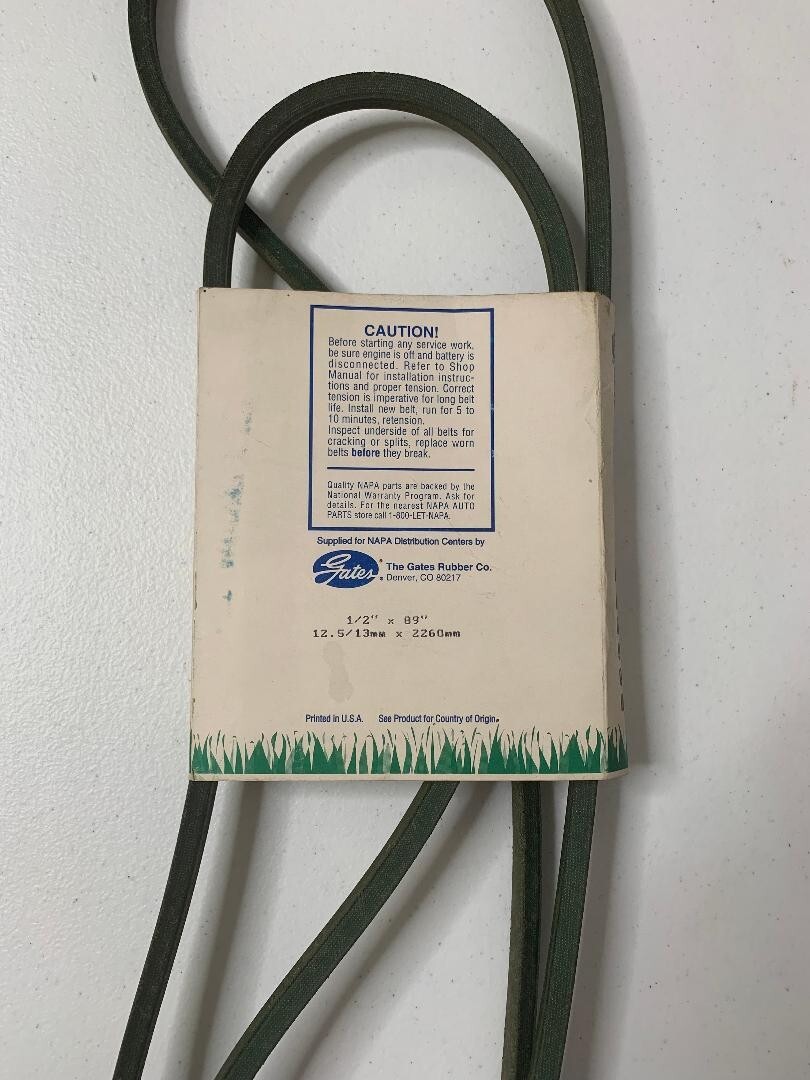 CAUTION!
Before starting any service work,
be sure engine is off and battery is
disconnected. Refer to Shop
Manual for installation instruc-
tions and proper tension. Correct
tension is imperative for long belt
life. Install new belt, run for 5 to
10 minutes, retension.
Inspect underside of all belts for
cracking or splits, replace worn
belts before they break.
Quality NAPA parts are backed by the
National Warranty Program. Ask for
details. For the nearest NAPA AUTO
PARTS store call 1-800-LET-NAPA.
Supplied for NAPA Distribution Centers by
Gates® The Gates Rubber Co.
® Denver, CO 80217
1/2" x 89"
12.5/13mm x 2260mm
Printed in U.S.A. See Product for Country of Origin.